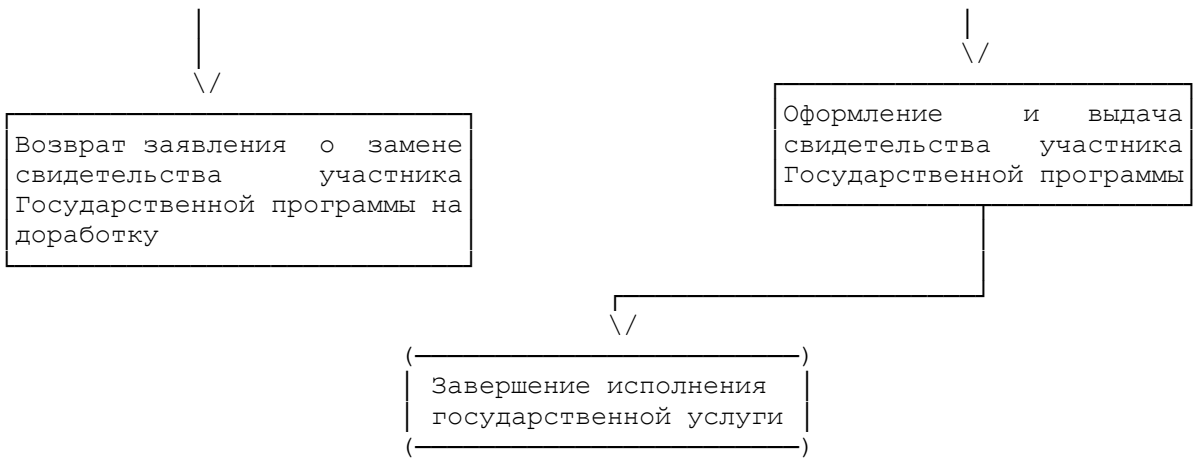 Возврат заявления о замене
свидетельства участника
Государственной программы на
доработку
Оформление и выдача
свидетельства участника
Государственной программы
Завершение исполнения
государственной услуги